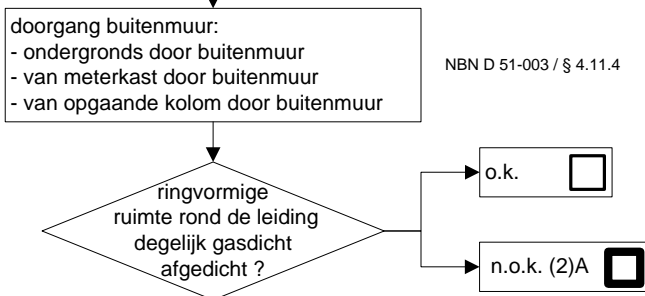 doorgang buitenmuur:
- ondergronds door buitenmuur
- van meterkast door buitenmuur
- van opgaande kolom door buitenmuur
NBN D 51-003 / § 4.11.4
ringvormige
ruimte rond de leiding
degelijk gasdicht
afgedicht ?
o.k.
n.o.k. (2)A